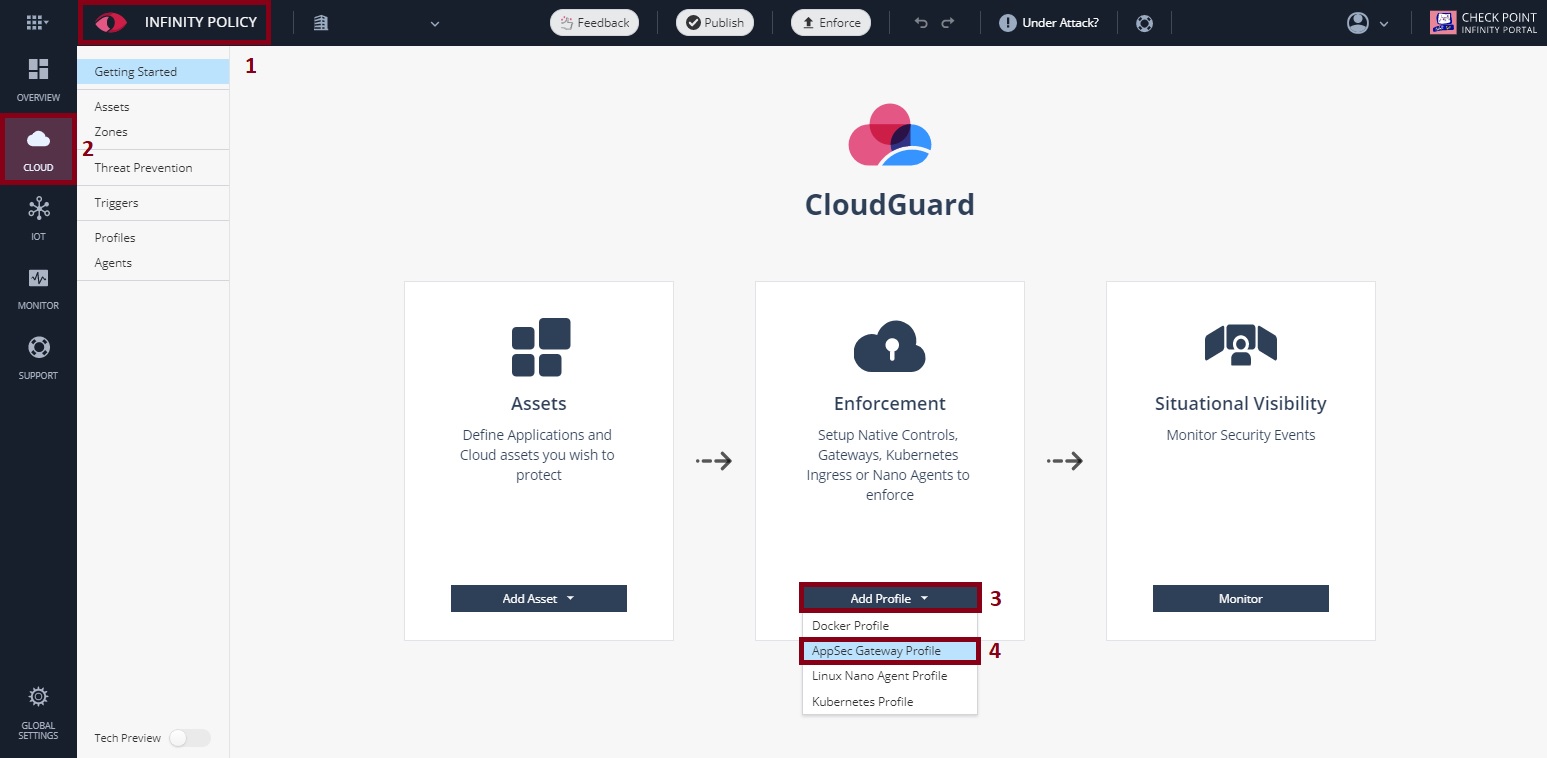 INFINITY POLICY
Feedback
Publish
Enforce
Under Attack?
CHECK POINT
INFINITY PORTAL
1
OVERVIEW
CLOUD
2
IOT
MONITOR
SUPPORT
GLOBAL
SETTINGS
Getting Started
Assets
Zones
Threat Prevention
Triggers
Profiles
Agents
Tech Preview
CloudGuard
Assets
Define Applications and
Cloud assets you wish to
protect
Add Asset
Enforcement
Setup Native Controls,
Gateways, Kubernetes
Ingress or Nano Agents to
enforce
Add Profile
3
Docker Profile
AppSec Gateway Profile
4
Linux Nano Agent Profile
Kubernetes Profile
Situational Visibility
Monitor Security Events
Monitor